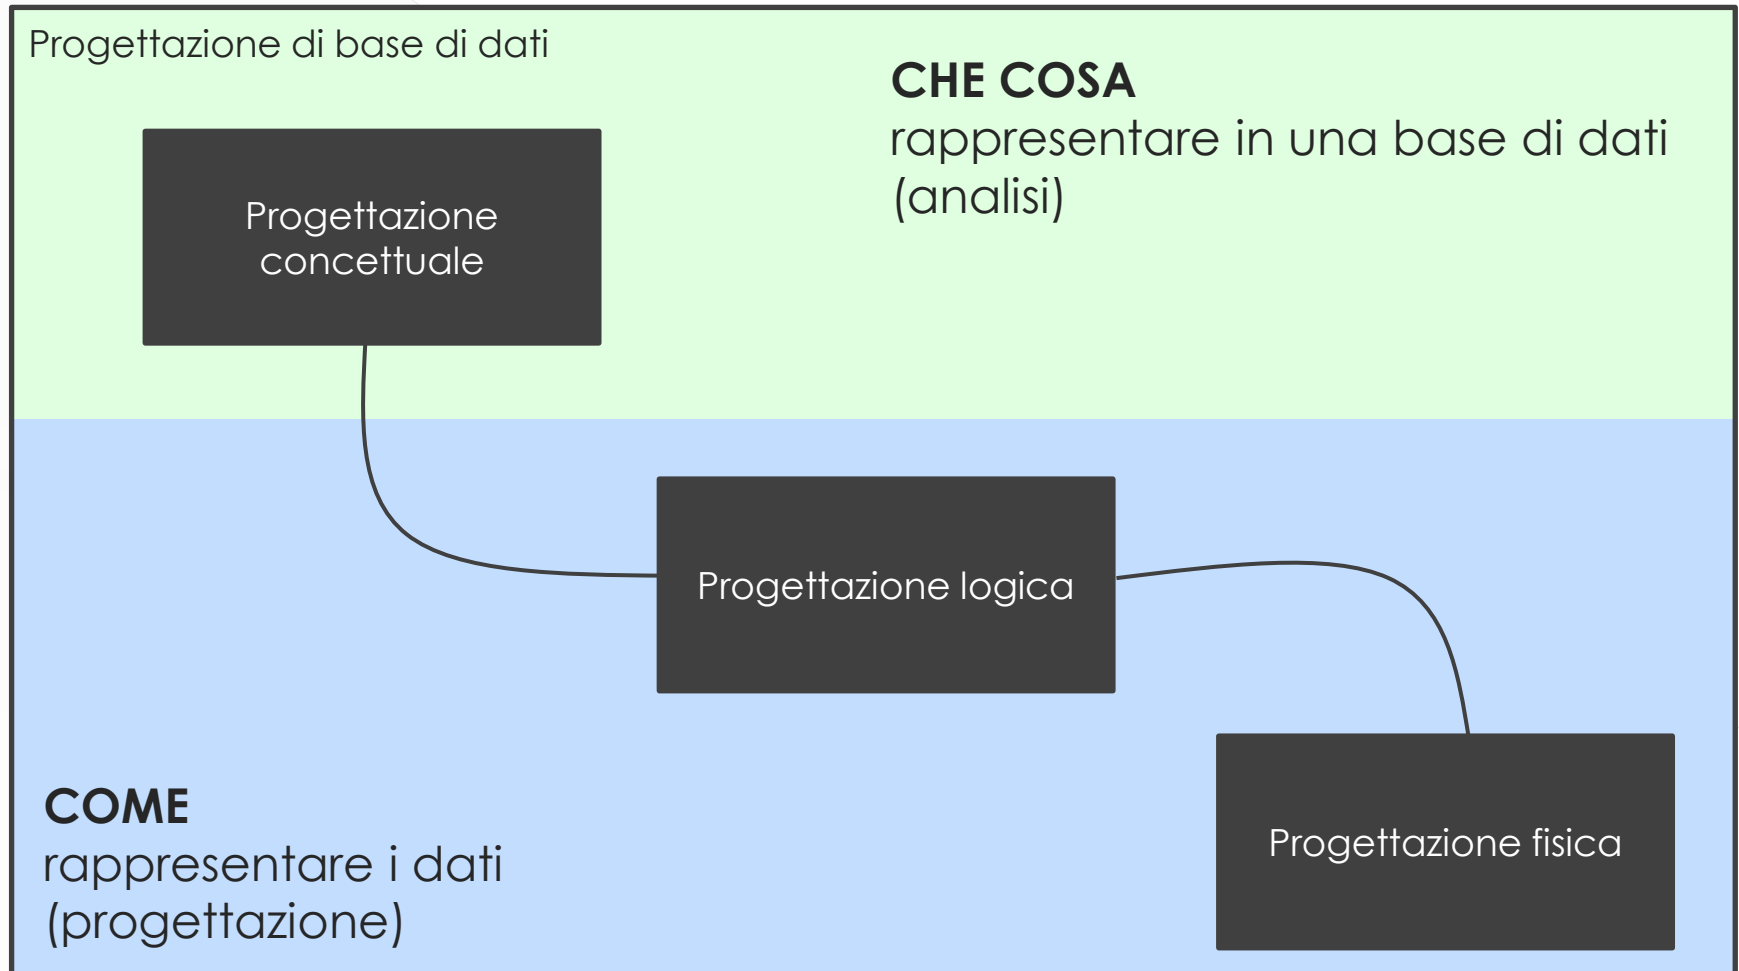 Progettazione di base di dati
CHE COSA
rappresentare in una base di dati
(analisi)
Progettazione
concettuale
Progettazione logica
COME
rappresentare i dati
(progettazione)
Progettazione fisica